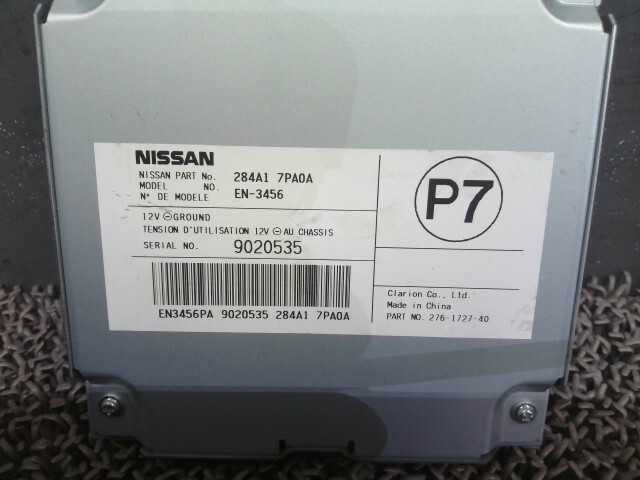 NISSAN
NISSAN PART No. 284A1 7PA0A
MODEL NO. EN-3456
N° DE MODELE
12V ⊖ GROUND
TENSION D'UTILISATION 12V ⊖ AU CHASSIS
SERIAL NO. 9020535
EN3456PA 9020535 284A1 7PA0A
P7
Clarion Co., Ltd.
Made in China
PART NO. 276-1727-40